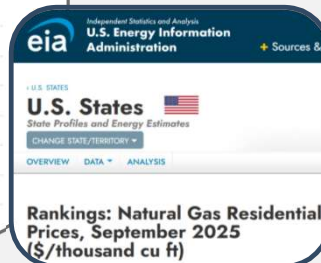 eia
Independent Statistics and Analysis
U.S. Energy Information
Administration
+ Sources &
‹ U.S. STATES
U.S. States
State Profiles and Energy Estimates
CHANGE STATE/TERRITORY
OVERVIEW DATA ANALYSIS
Rankings: Natural Gas Residential
Prices, September 2025
($/thousand cu ft)